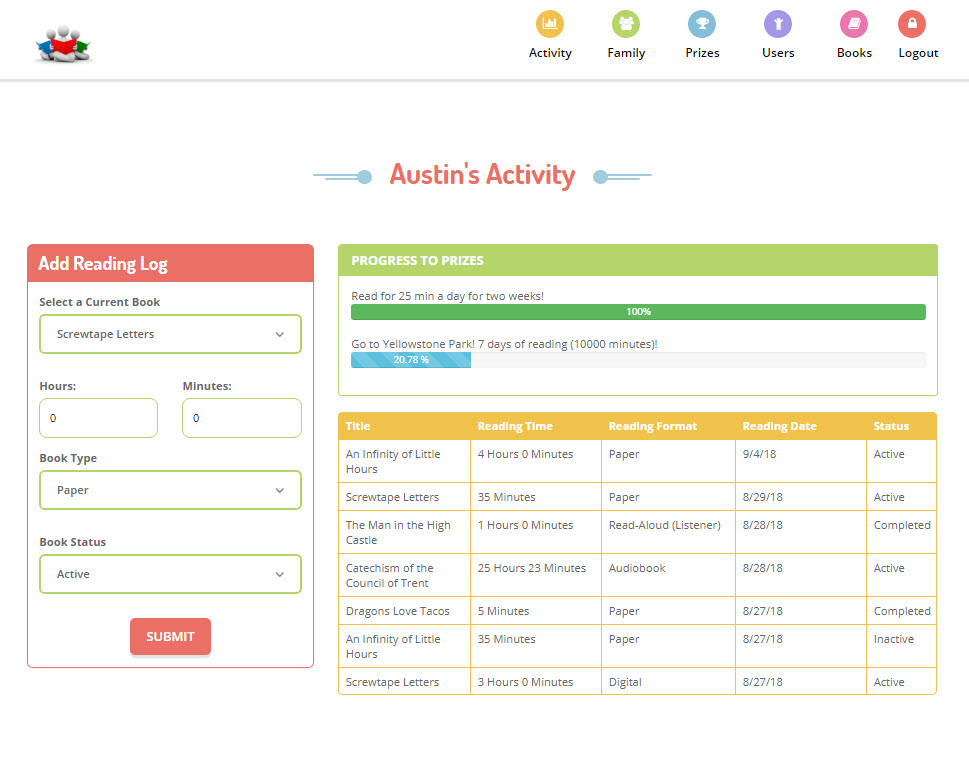 Activity Family Prizes Users Books Logout
Austin's Activity
Add Reading Log
Select a Current Book
Screwtape Letters
Hours: Minutes:
0 0
Book Type
Paper
Book Status
Active
SUBMIT
PROGRESS TO PRIZES
Read for 25 min a day for two weeks!
100%
Go to Yellowstone Park! 7 days of reading (10000 minutes)!
20.78 %
Title Reading Time Reading Format Reading Date Status
An Infinity of Little 4 Hours 0 Minutes Paper 9/4/18 Active
Hours
Screwtape Letters 35 Minutes Paper 8/29/18 Active
The Man in the High 1 Hours 0 Minutes Read-Aloud (Listener) 8/28/18 Completed
Castle
Catechism of the 25 Hours 23 Minutes Audiobook 8/28/18 Active
Council of Trent
Dragons Love Tacos 5 Minutes Paper 8/27/18 Completed
An Infinity of Little 35 Minutes Paper 8/27/18 Inactive
Hours
Screwtape Letters 3 Hours 0 Minutes Digital 8/27/18 Active